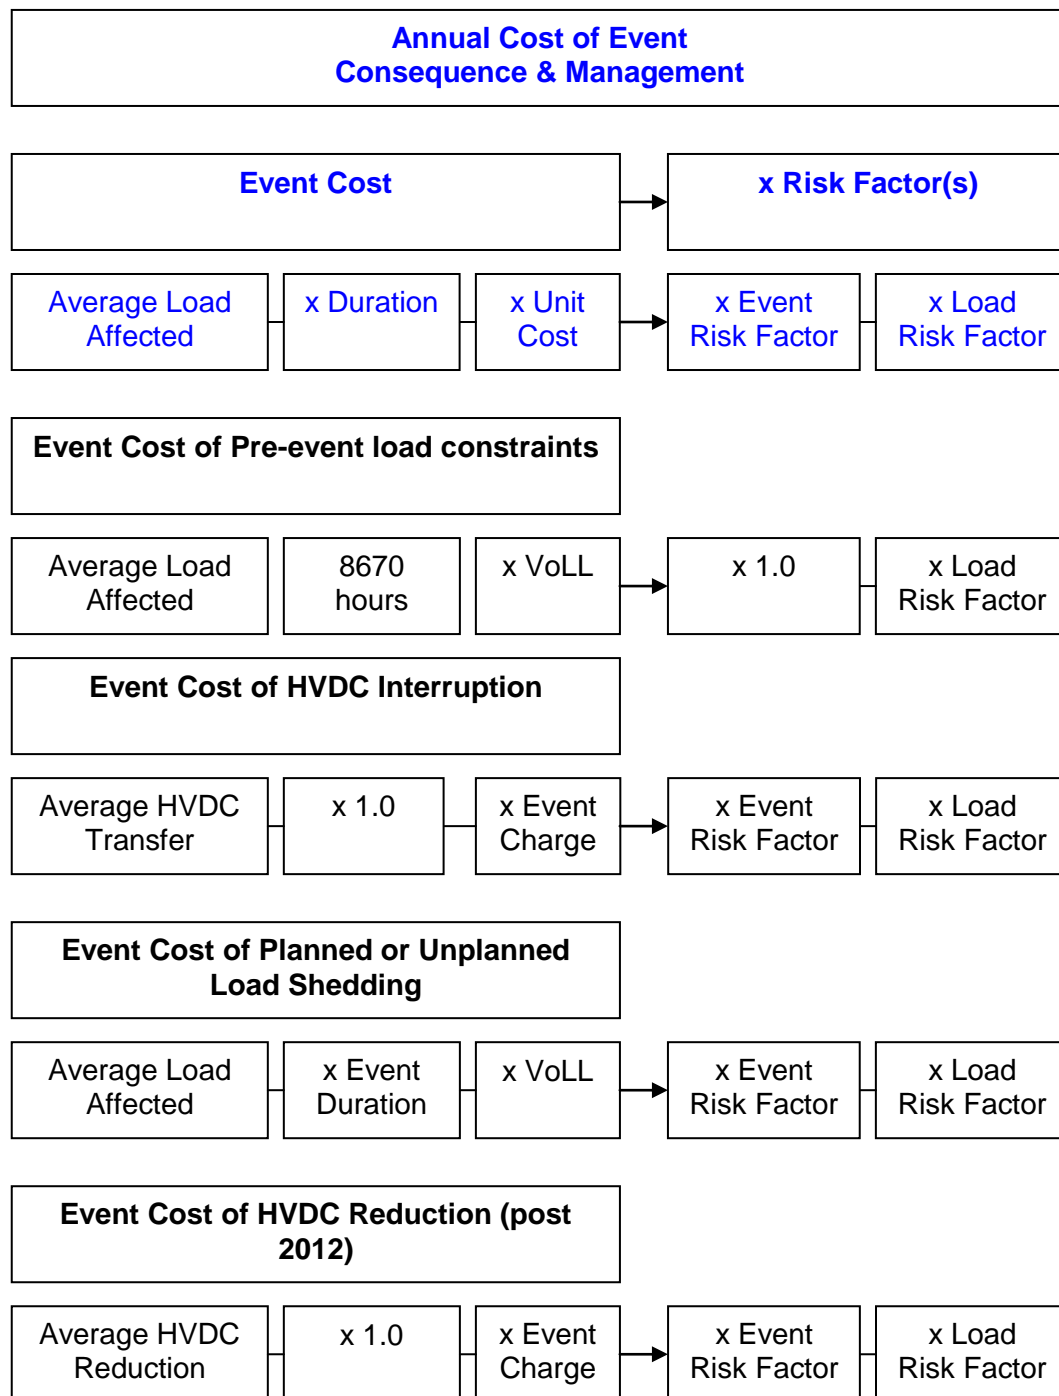 Annual Cost of Event
Consequence & Management
Event Cost
x Risk Factor(s)
Average Load
Affected
x Duration
x Unit
Cost
x Event
Risk Factor
x Load
Risk Factor
Event Cost of Pre-event load constraints
Average Load
Affected
8670
hours
x VoLL
x 1.0
x Load
Risk Factor
Event Cost of HVDC Interruption
Average HVDC
Transfer
x 1.0
x Event
Charge
x Event
Risk Factor
x Load
Risk Factor
Event Cost of Planned or Unplanned
Load Shedding
Average Load
Affected
x Event
Duration
x VoLL
x Event
Risk Factor
x Load
Risk Factor
Event Cost of HVDC Reduction (post
2012)
Average HVDC
Reduction
x 1.0
x Event
Charge
x Event
Risk Factor
x Load
Risk Factor